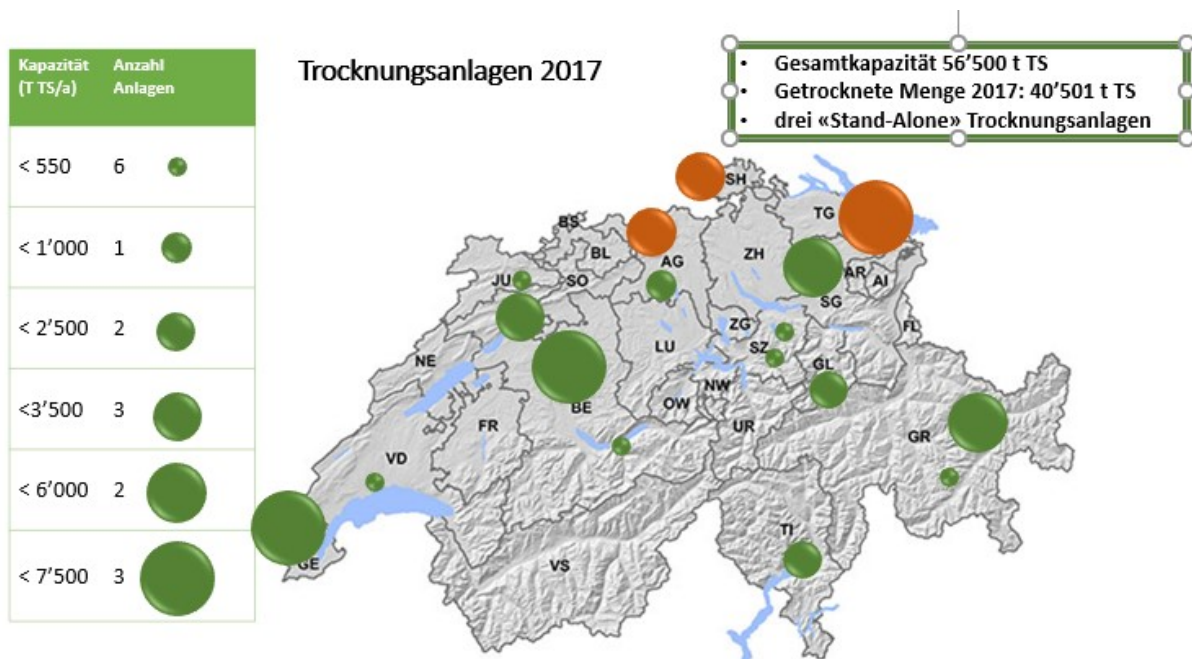 Trocknungsanlagen 2017
• Gesamtkapazität 56’500 t TS
• Getrocknete Menge 2017: 40’501 t TS
• drei «Stand-Alone» Trocknungsanlagen
Kapazität Anzahl
(T TS/a) Anlagen
< 550 6
< 1’000 1
< 2’500 2
<3’500 3
< 6’000 2
< 7’500 3
SH
BS
TG
BL
AG
ZH
JU
SO
AR
AI
SG
ZG
FL
LU
SZ
NE
GL
NW
BE
OW
FR
UR
GR
VD
TI
VS
GE